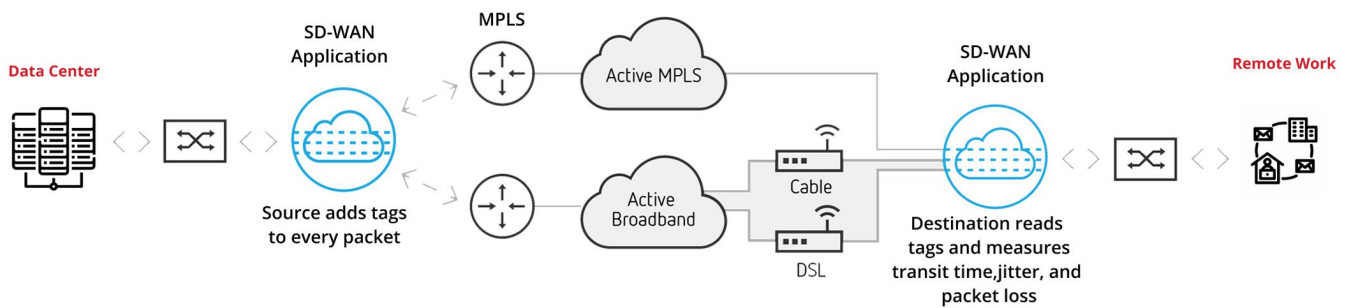 Data Center
SD-WAN
Application
Source adds tags
to every packet
MPLS
Active MPLS
Active
Broadband
Cable
DSL
SD-WAN
Application
Destination reads
tags and measures
transit time,jitter, and
packet loss
Remote Work